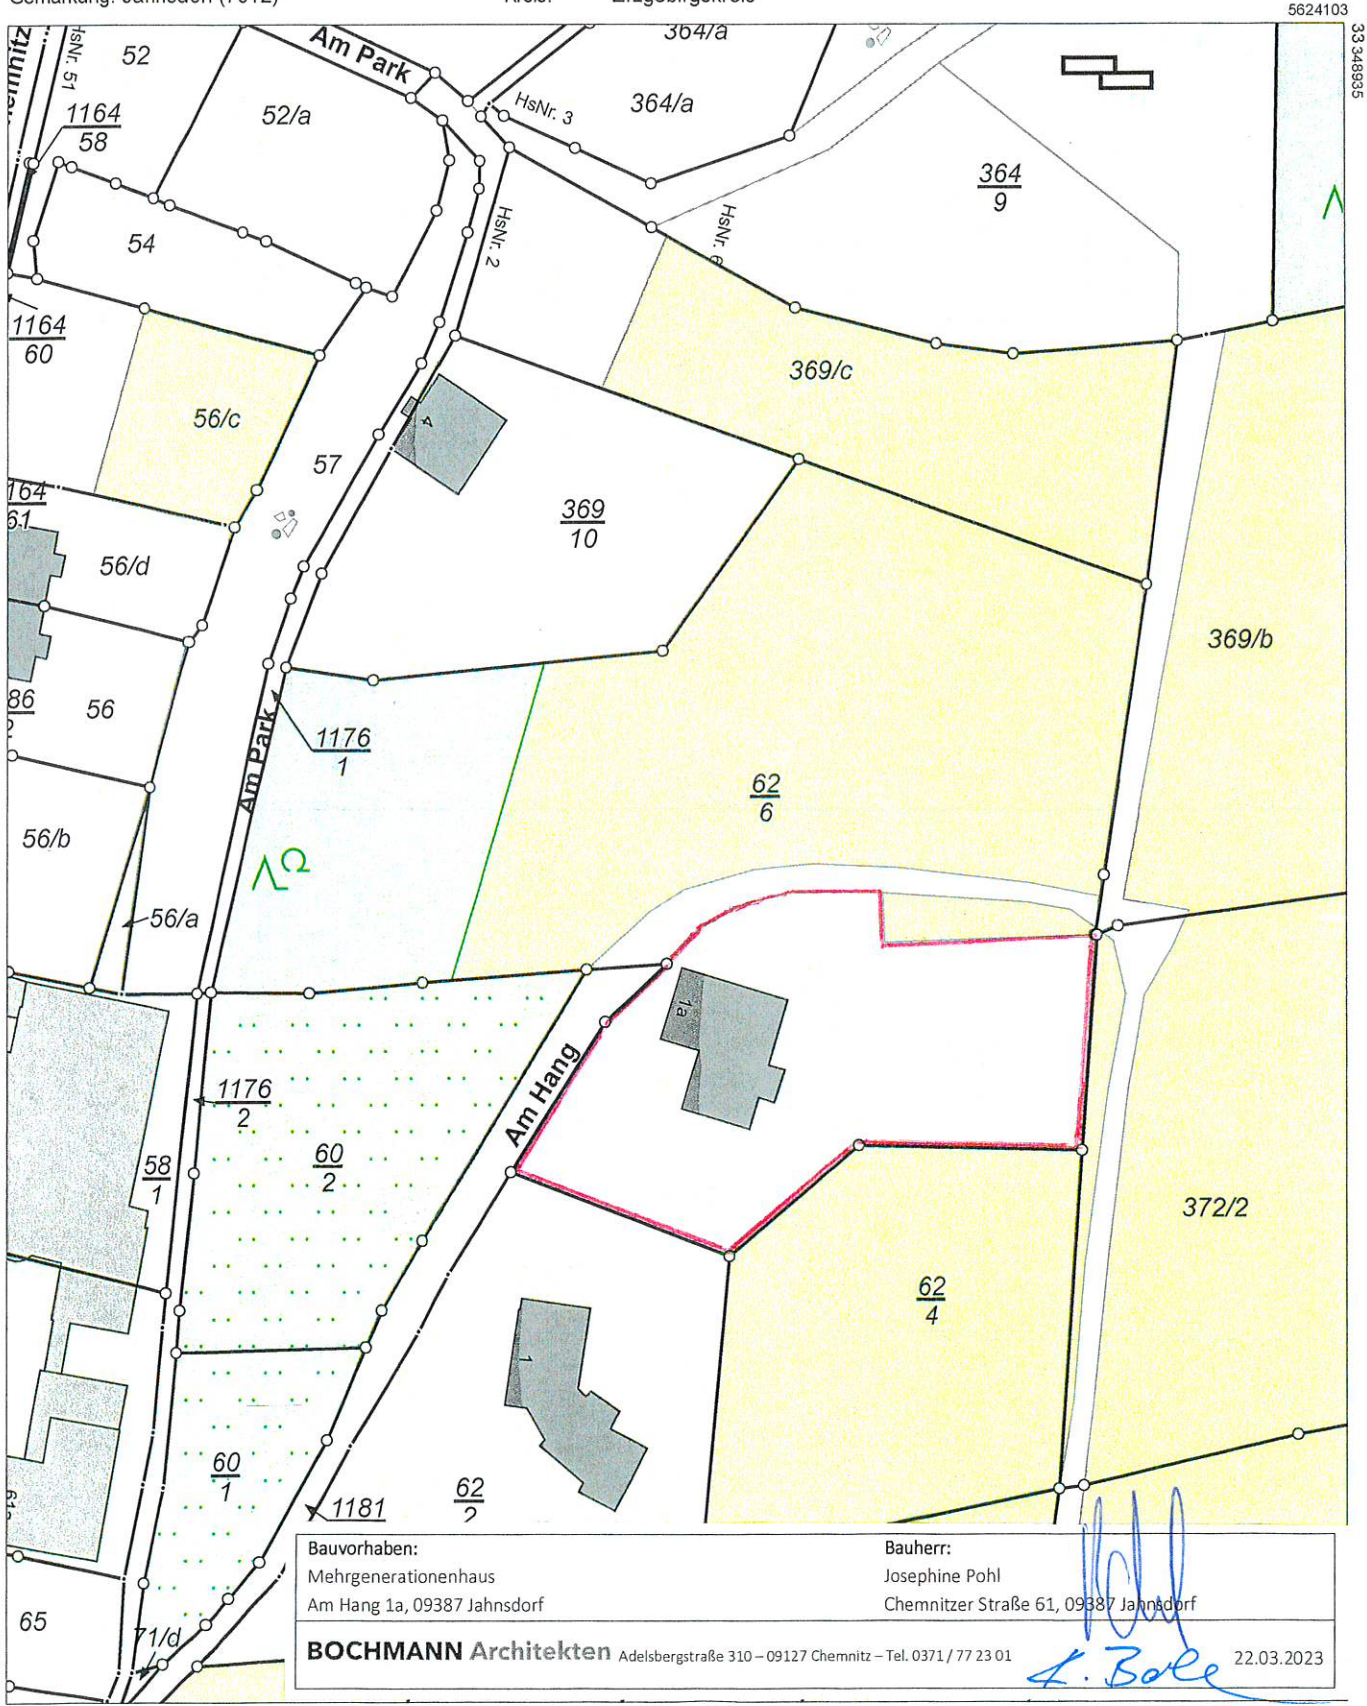 5624103
33 348935
HsNr. 51
52
1164
58
52/a
Am Park
HsNr. 3
364/a
364/a
364
9
54
HsNr. 2
HsNr. 6
1164
60
369/c
56/c
4
57
369
10
56/d
369/b
56
Am Park
1176
1
62
6
56/b
56/a
1a
Am Hang
1176
2
60
2
58
1
372/2
62
4
1
60
1
1181
62
2
65
71/d
Bauvorhaben:
Mehrgenerationenhaus
Am Hang 1a, 09387 Jahnsdorf
Bauherr:
Josephine Pohl
Chemnitzer Straße 61, 09387 Jahnsdorf
BOCHMANN Architekten Adelsbergstraße 310 – 09127 Chemnitz – Tel. 0371 / 77 23 01
22.03.2023